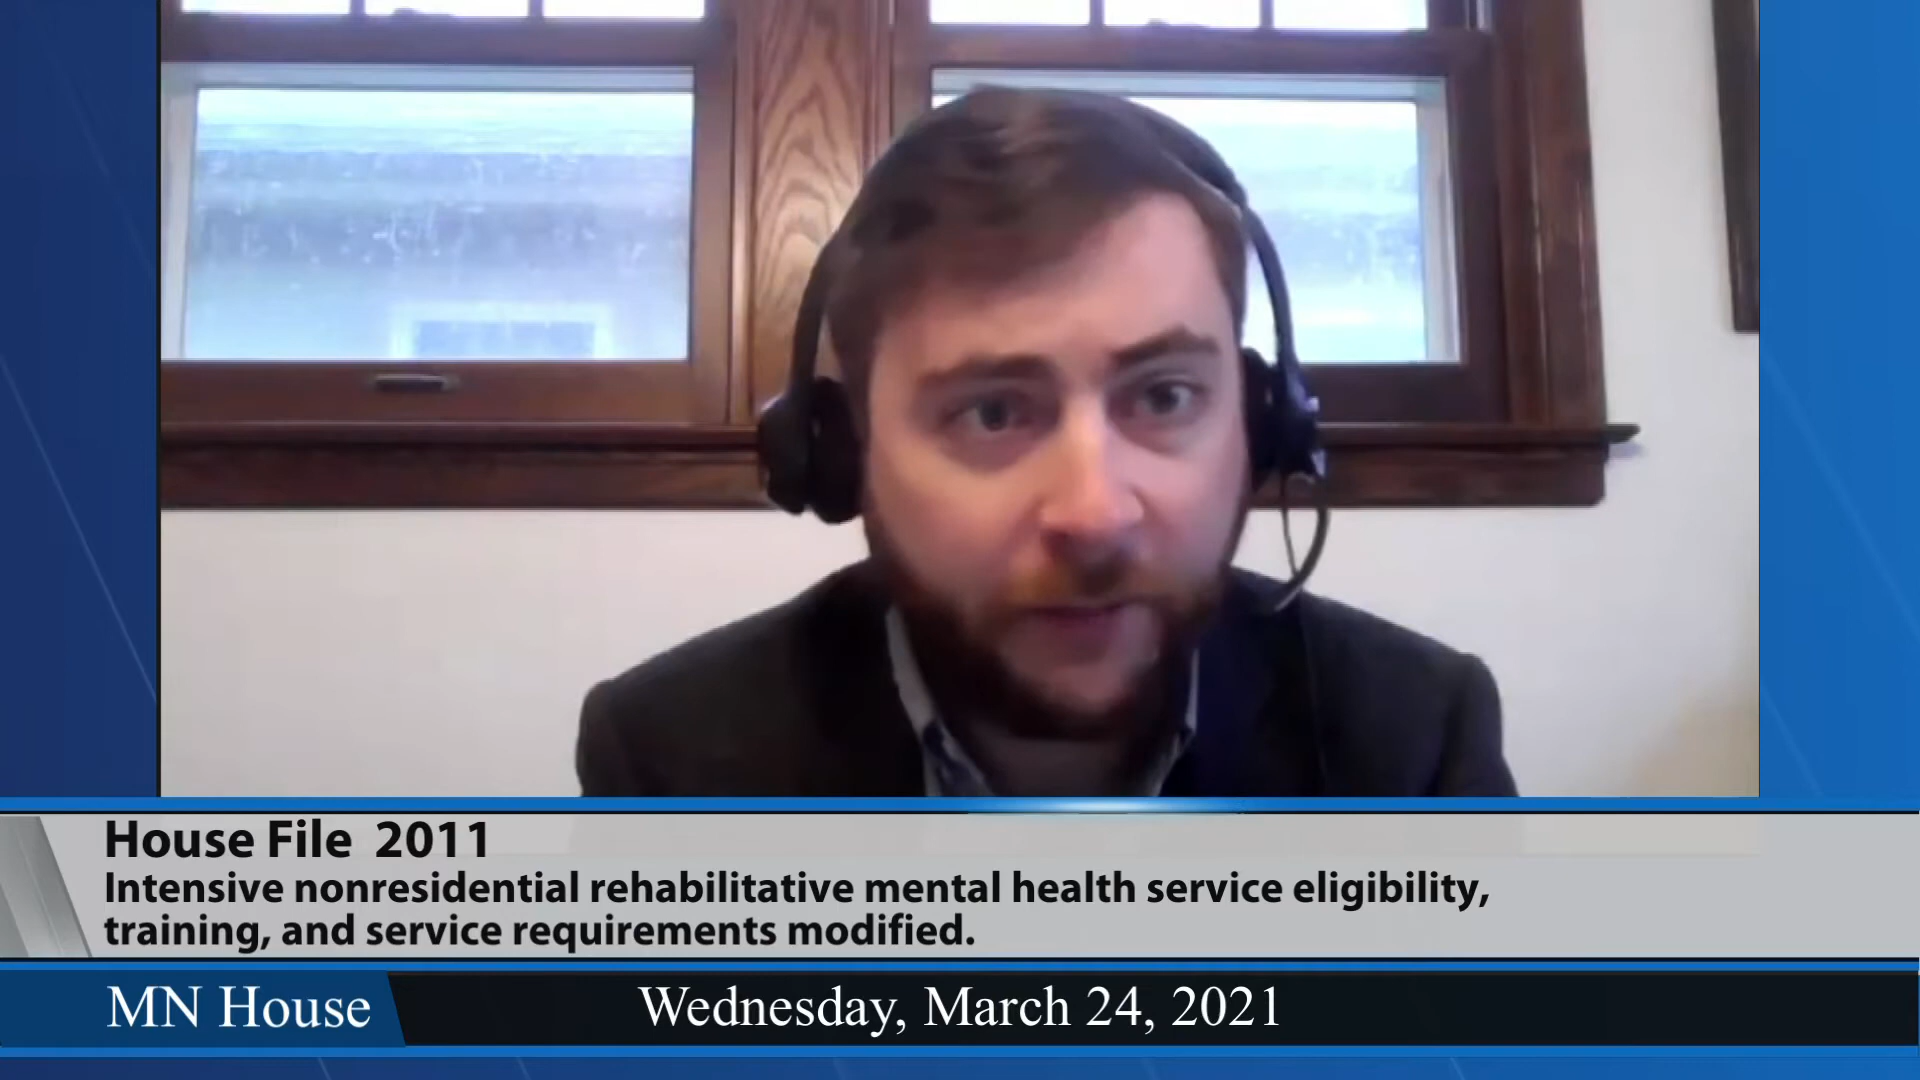 House File 2011
Intensive nonresidential rehabilitative mental health service eligibility,
training, and service requirements modified.
MN House
Wednesday, March 24, 2021